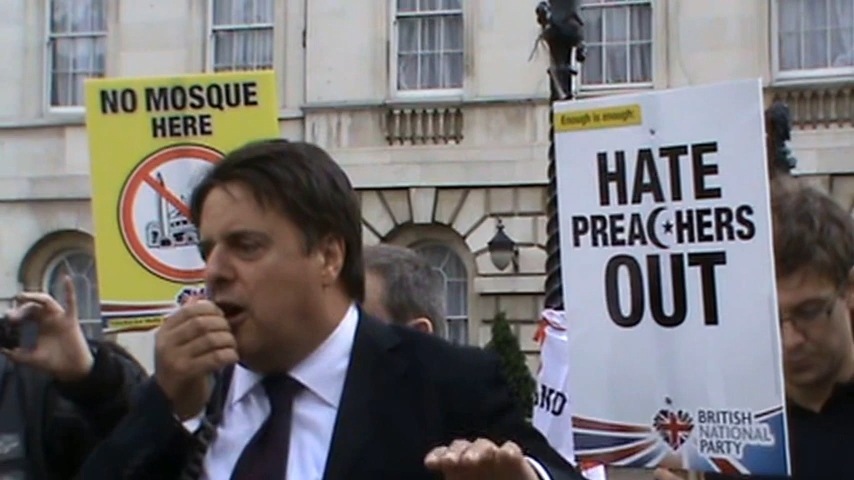 NO MOSQUE
HERE
Enough is enough:
HATE
PREACHERS
OUT
BRITISH
NATIONAL
PARTY